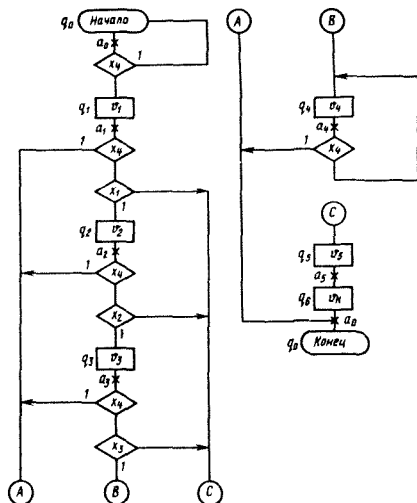 q₀ Начало
a₀
1
x₄
q₁ v₁
a₁
1
x₄
x₁
1
q₂ v₂
a₂
1
x₄
x₂
1
q₃ v₃
a₃
1
x₄
x₃
1
A B C
A B
q₄ v₄
a₄
1
x₄
C
q₅ v₅
a₅
q₆ vₖ
a₀
q₀ Конец